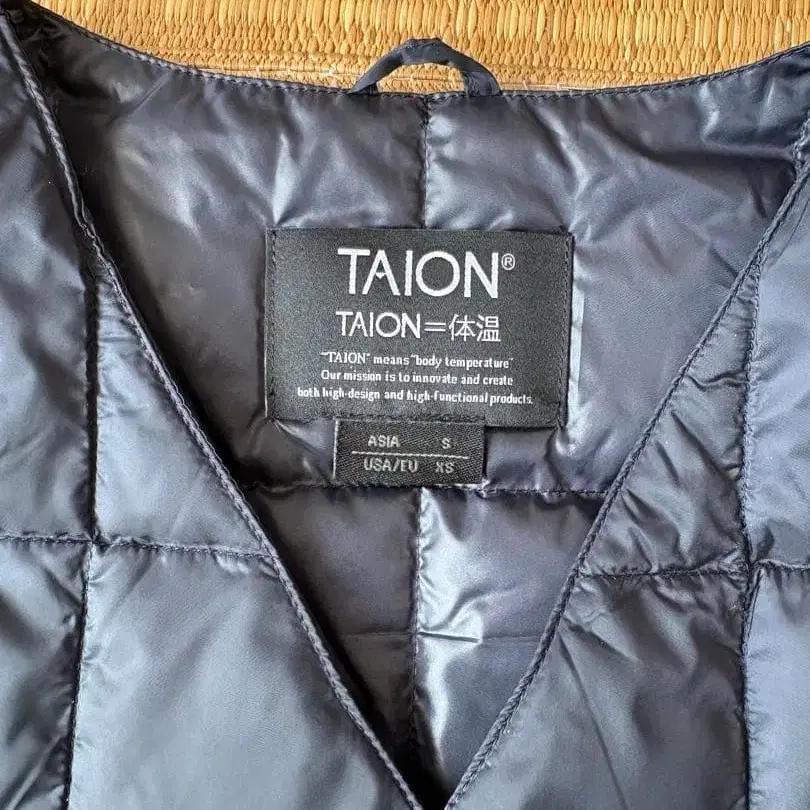 TAION®
TAION=体温
"TAION" means "body temperature"
Our mission is to innovate and create
both high-design and high-functional products.
ASIA S
USA/EU XS